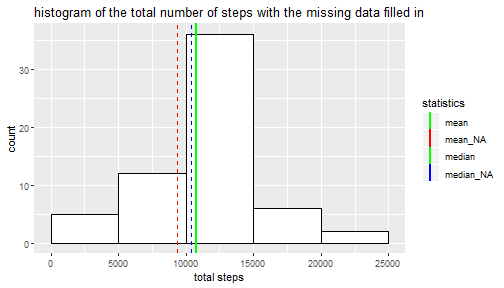 histogram of the total number of steps with the missing data filled in
count
30
20
10
0
0 5000 10000 15000 20000 25000
total steps
statistics
mean
mean_NA
median
median_NA